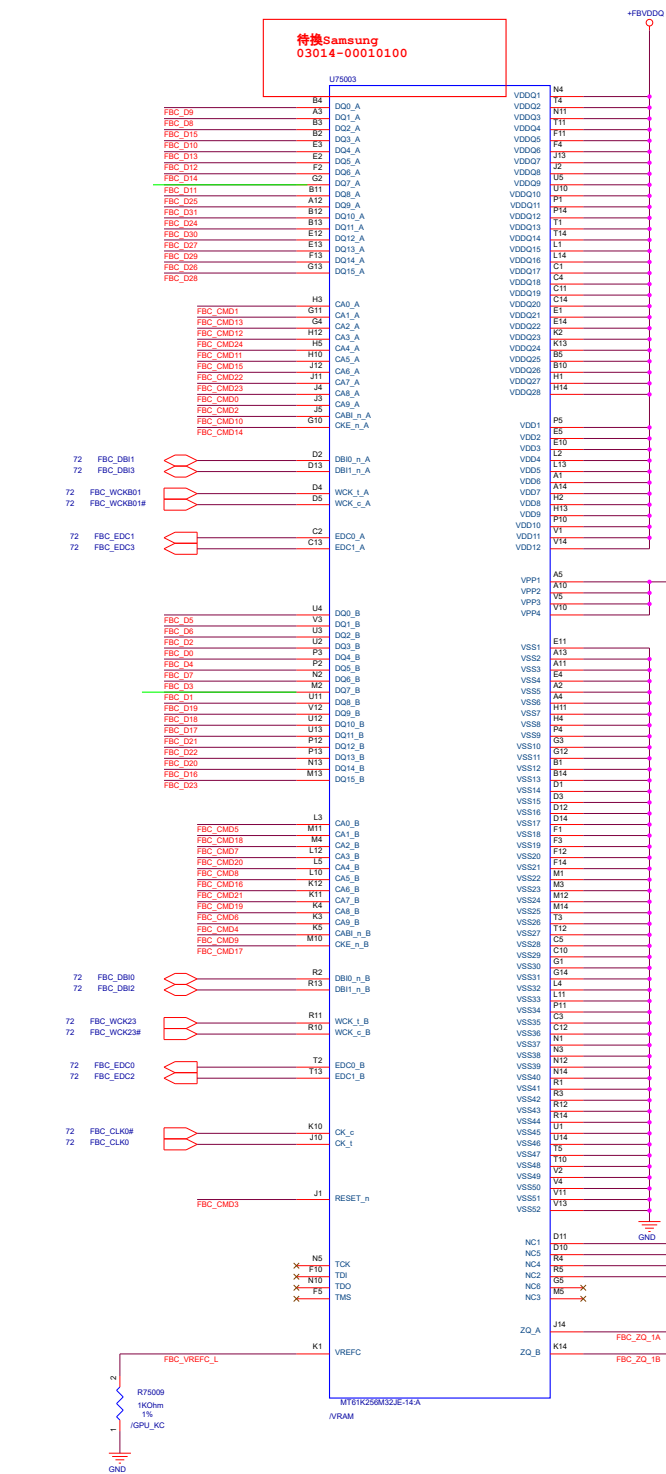 +FBVDDQ
待換Samsung
03014-00010100
U75003
FBC_D9 B4 DQ0_A
FBC_D8 A3 DQ1_A
FBC_D15 B3 DQ2_A
FBC_D10 B2 DQ3_A
FBC_D13 E3 DQ4_A
FBC_D12 E2 DQ5_A
FBC_D14 F2 DQ6_A
FBC_D11 G2 DQ7_A
FBC_D25 B11 DQ8_A
FBC_D31 A12 DQ9_A
FBC_D24 B12 DQ10_A
FBC_D30 B13 DQ11_A
FBC_D27 E12 DQ12_A
FBC_D29 E13 DQ13_A
FBC_D26 F13 DQ14_A
FBC_D28 G13 DQ15_A
FBC_CMD1 H3 CA0_A
FBC_CMD13 G11 CA1_A
FBC_CMD12 G4 CA2_A
FBC_CMD24 H12 CA3_A
FBC_CMD11 H5 CA4_A
FBC_CMD15 H10 CA5_A
FBC_CMD22 J12 CA6_A
FBC_CMD23 J11 CA7_A
FBC_CMD0 J4 CA8_A
FBC_CMD2 J3 CA9_A
FBC_CMD10 J5 CABI_n_A
FBC_CMD14 G10 CKE_n_A
72 FBC_DBI1 D2 DBI0_n_A
72 FBC_DBI3 D13 DBI1_n_A
72 FBC_WCKB01 D4 WCK_t_A
72 FBC_WCKB01# D5 WCK_c_A
72 FBC_EDC1 C2 EDC0_A
72 FBC_EDC3 C13 EDC1_A
FBC_D5 U4 DQ0_B
FBC_D6 V3 DQ1_B
FBC_D2 U3 DQ2_B
FBC_D0 U2 DQ3_B
FBC_D4 P3 DQ4_B
FBC_D7 P2 DQ5_B
FBC_D3 N2 DQ6_B
FBC_D1 M2 DQ7_B
FBC_D19 U11 DQ8_B
FBC_D18 V12 DQ9_B
FBC_D17 U12 DQ10_B
FBC_D21 U13 DQ11_B
FBC_D22 P12 DQ12_B
FBC_D20 P13 DQ13_B
FBC_D16 N13 DQ14_B
FBC_D23 M13 DQ15_B
FBC_CMD5 L3 CA0_B
FBC_CMD18 M11 CA1_B
FBC_CMD7 M4 CA2_B
FBC_CMD20 L12 CA3_B
FBC_CMD8 L5 CA4_B
FBC_CMD16 L10 CA5_B
FBC_CMD21 K12 CA6_B
FBC_CMD19 K11 CA7_B
FBC_CMD6 K4 CA8_B
FBC_CMD4 K3 CA9_B
FBC_CMD9 K5 CABI_n_B
FBC_CMD17 M10 CKE_n_B
72 FBC_DBI0 R2 DBI0_n_B
72 FBC_DBI2 R13 DBI1_n_B
72 FBC_WCK23 R11 WCK_t_B
72 FBC_WCK23# R10 WCK_c_B
72 FBC_EDC0 T2 EDC0_B
72 FBC_EDC2 T13 EDC1_B
72 FBC_CLK0# K10 CK_c
72 FBC_CLK0 J10 CK_t
FBC_CMD3 J1 RESET_n
N5 TCK
F10 TDI
N10 TDO
F5 TMS
FBC_VREFC_L K1 VREFC
VDDQ1 N4
VDDQ2 T4
VDDQ3 N11
VDDQ4 T11
VDDQ5 F11
VDDQ6 F4
VDDQ7 J13
VDDQ8 J2
VDDQ9 U5
VDDQ10 U10
VDDQ11 P1
VDDQ12 P14
VDDQ13 T1
VDDQ14 T14
VDDQ15 L1
VDDQ16 L14
VDDQ17 C1
VDDQ18 C4
VDDQ19 C11
VDDQ20 C14
VDDQ21 E1
VDDQ22 E14
VDDQ23 K2
VDDQ24 K13
VDDQ25 B5
VDDQ26 B10
VDDQ27 H1
VDDQ28 H14
VDD1 P5
VDD2 E5
VDD3 E10
VDD4 L2
VDD5 L13
VDD6 A1
VDD7 A14
VDD8 H2
VDD9 H13
VDD10 P10
VDD11 V1
VDD12 V14
VPP1 A5
VPP2 A10
VPP3 V5
VPP4 V10
VSS1 E11
VSS2 A13
VSS3 A11
VSS4 E4
VSS5 A2
VSS6 A4
VSS7 H11
VSS8 H4
VSS9 P4
VSS10 G3
VSS11 G12
VSS12 B1
VSS13 B14
VSS14 D1
VSS15 D3
VSS16 D12
VSS17 D14
VSS18 F1
VSS19 F3
VSS20 F12
VSS21 F14
VSS22 M1
VSS23 M3
VSS24 M12
VSS25 M14
VSS26 T3
VSS27 T12
VSS28 C5
VSS29 C10
VSS30 G1
VSS31 G14
VSS32 L4
VSS33 L11
VSS34 P11
VSS35 C3
VSS36 C12
VSS37 N1
VSS38 N3
VSS39 N12
VSS40 N14
VSS41 R1
VSS42 R3
VSS43 R12
VSS44 R14
VSS45 U1
VSS46 U14
VSS47 T5
VSS48 T10
VSS49 V2
VSS50 V4
VSS51 V11
VSS52 V13
GND
NC1 D11
NC5 D10
NC4 R4
NC2 R5
NC6 G5
NC3 M5
ZQ_A J14 FBC_ZQ_1A
ZQ_B K14 FBC_ZQ_1B
2
R75009
1KOhm
1%
/GPU_KC
1
GND
MT61K256M32JE-14:A
/VRAM